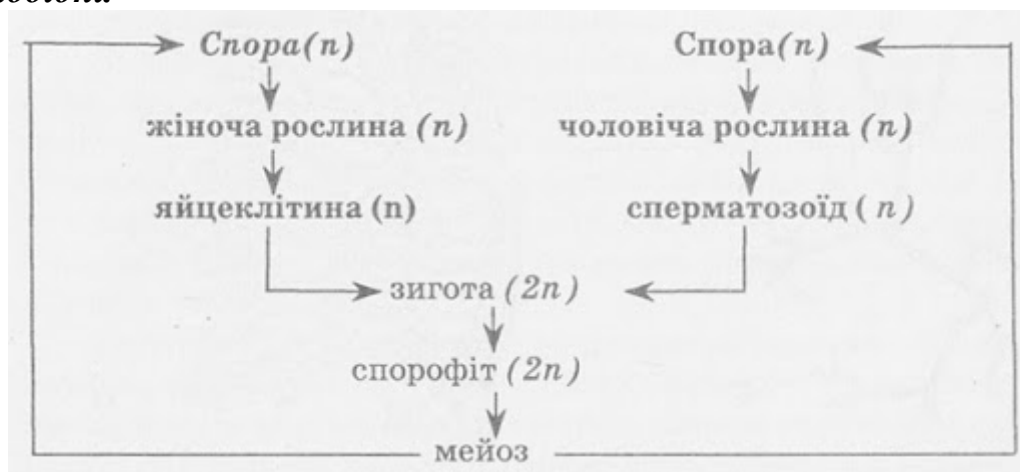 Спора(n) Спора(n)
жіноча рослина (n) чоловіча рослина (n)
яйцеклітина (n) сперматозоїд ( n )
зигота (2n)
спорофіт (2n)
мейоз